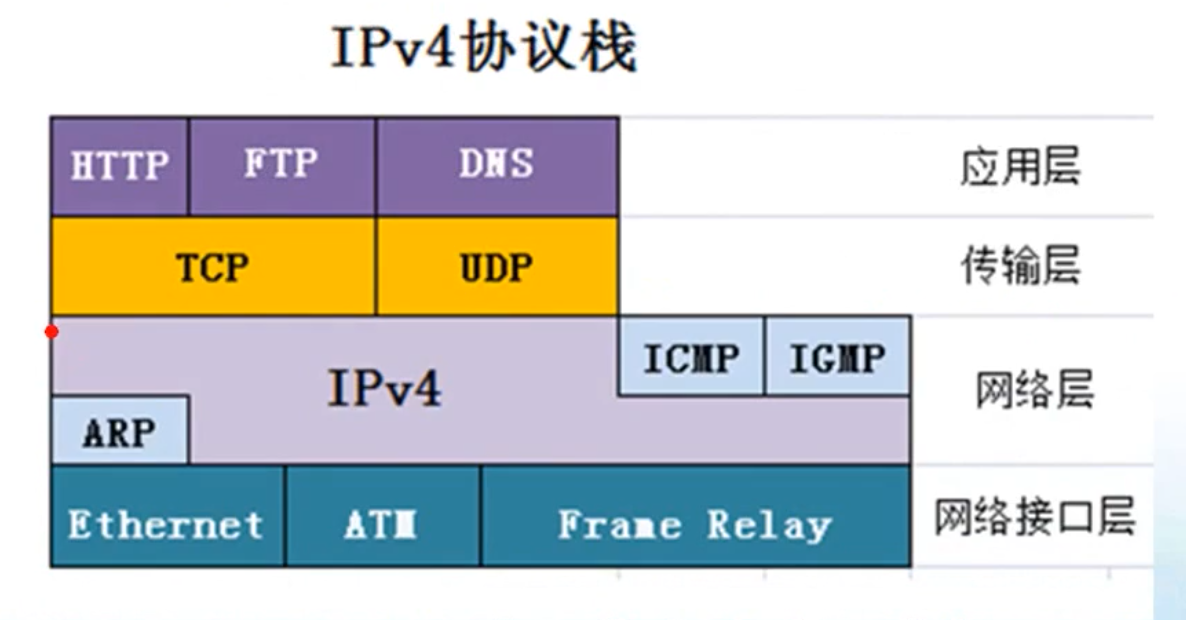 IPv4协议栈
HTTP FTP DNS 应用层
TCP UDP 传输层
ICMP IGMP
IPv4 网络层
ARP
Ethernet ATM Frame Relay 网络接口层